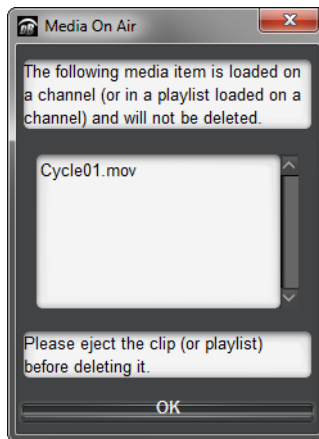 Media On Air
The following media item is loaded on
a channel (or in a playlist loaded on a
channel) and will not be deleted.
Cycle01.mov
Please eject the clip (or playlist)
before deleting it.
OK